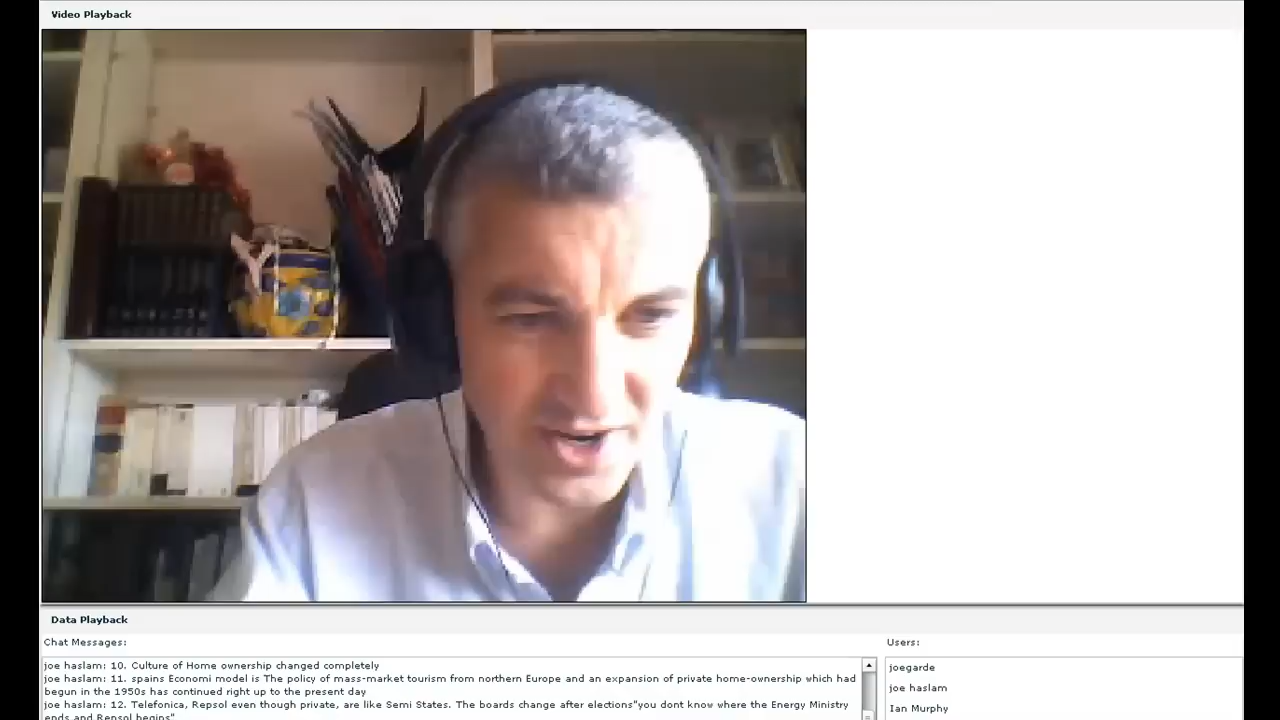 Video Playback
Data Playback
Chat Messages:
Users:
joe haslam: 10. Culture of Home ownership changed completely
joe haslam: 11. spains Economi model is The policy of mass-market tourism from northern Europe and an expansion of private home-ownership which had
begun in the 1950s has continued right up to the present day
joe haslam: 12. Telefonica, Repsol even though private, are like Semi States. The boards change after elections"you dont know where the Energy Ministry
ends and Repsol begins"
joegarde
joe haslam
Ian Murphy